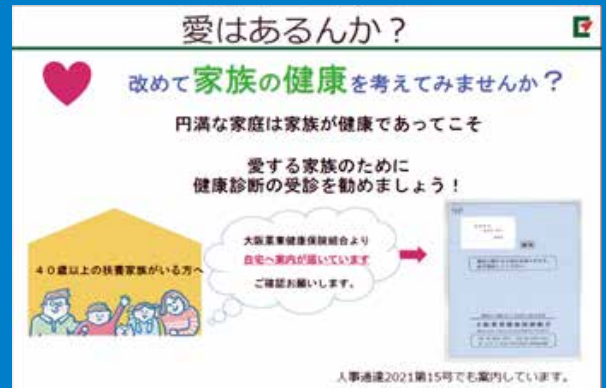 愛はあるんか？
改めて家族の健康を考えてみませんか？
円満な家庭は家族が健康であってこそ
愛する家族のために
健康診断の受診を勧めましょう！
４０歳以上の扶養家族がいる方へ
大阪薬業健康保険組合より
自宅へ案内が届いています
ご確認お願いします。
人事通達2021第15号でも案内しています。